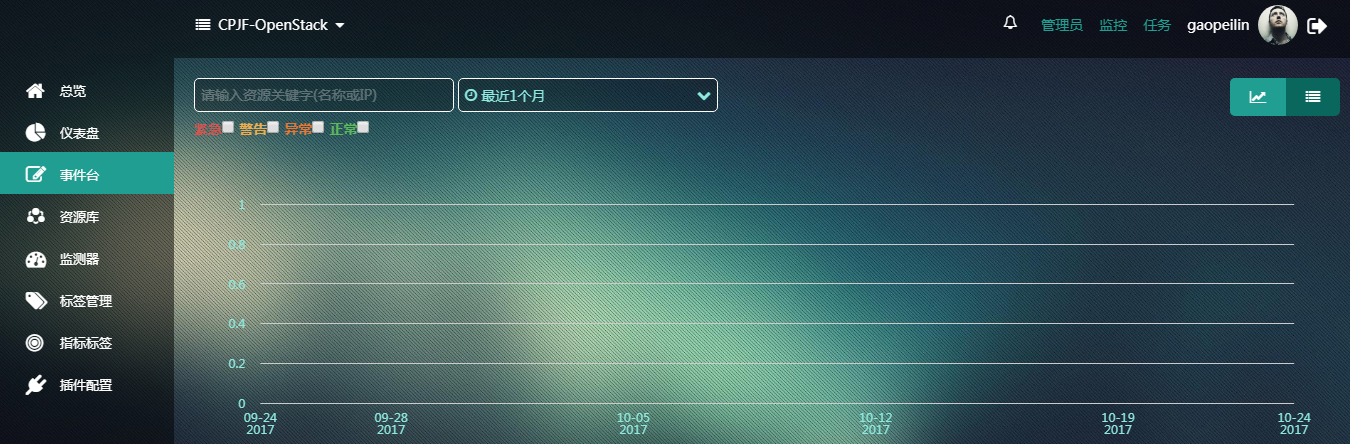 CPJF-OpenStack
管理员 监控 任务 gaopeilin
总览
仪表盘
事件台
资源库
监测器
标签管理
指标标签
插件配置
请输入资源关键字(名称或IP)
最近1个月
紧急 警告 异常 正常
1
0.8
0.6
0.4
0.2
0
09-24 09-28 10-05 10-12 10-19 10-24
2017 2017 2017 2017 2017 2017